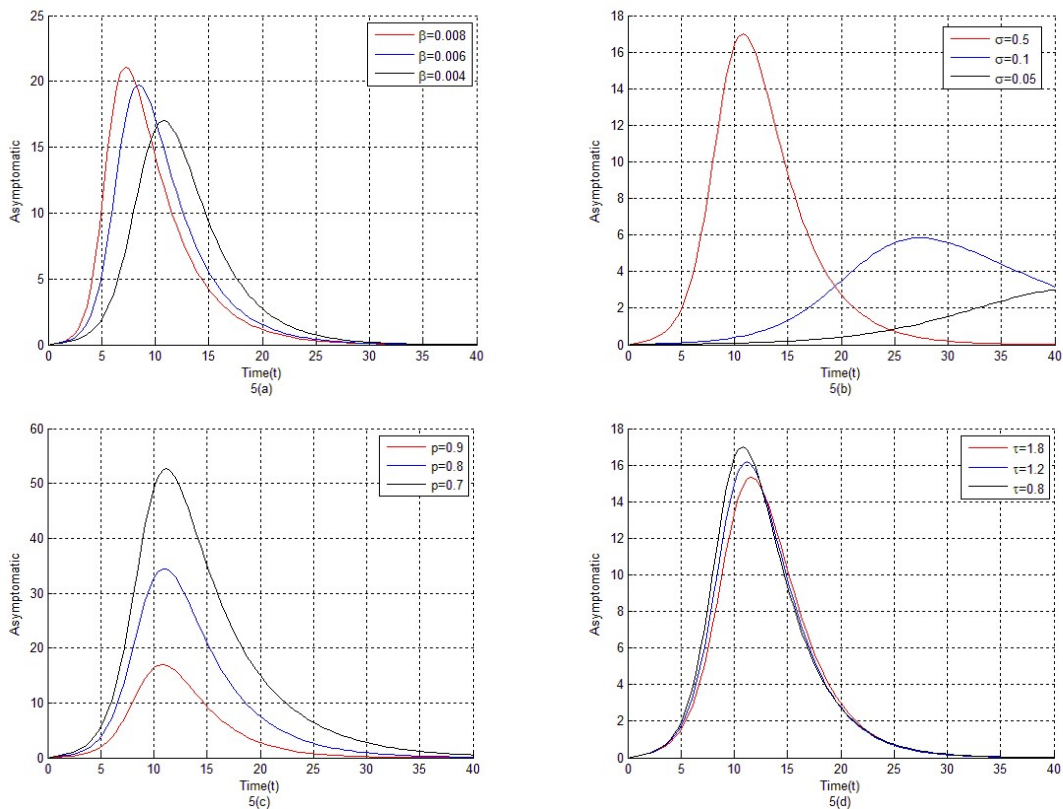 25
20
15
10
5
0
Asymptomatic
0 5 10 15 20 25 30 35 40
Time(t)
5(a)
β=0.008
β=0.006
β=0.004
18
16
14
12
10
8
6
4
2
0
Asymptomatic
0 5 10 15 20 25 30 35 40
Time(t)
5(b)
σ=0.5
σ=0.1
σ=0.05
60
50
40
30
20
10
0
Asymptomatic
0 5 10 15 20 25 30 35 40
Time(t)
5(c)
p=0.9
p=0.8
p=0.7
18
16
14
12
10
8
6
4
2
0
Asymptomatic
0 5 10 15 20 25 30 35 40
Time(t)
5(d)
τ=1.8
τ=1.2
τ=0.8